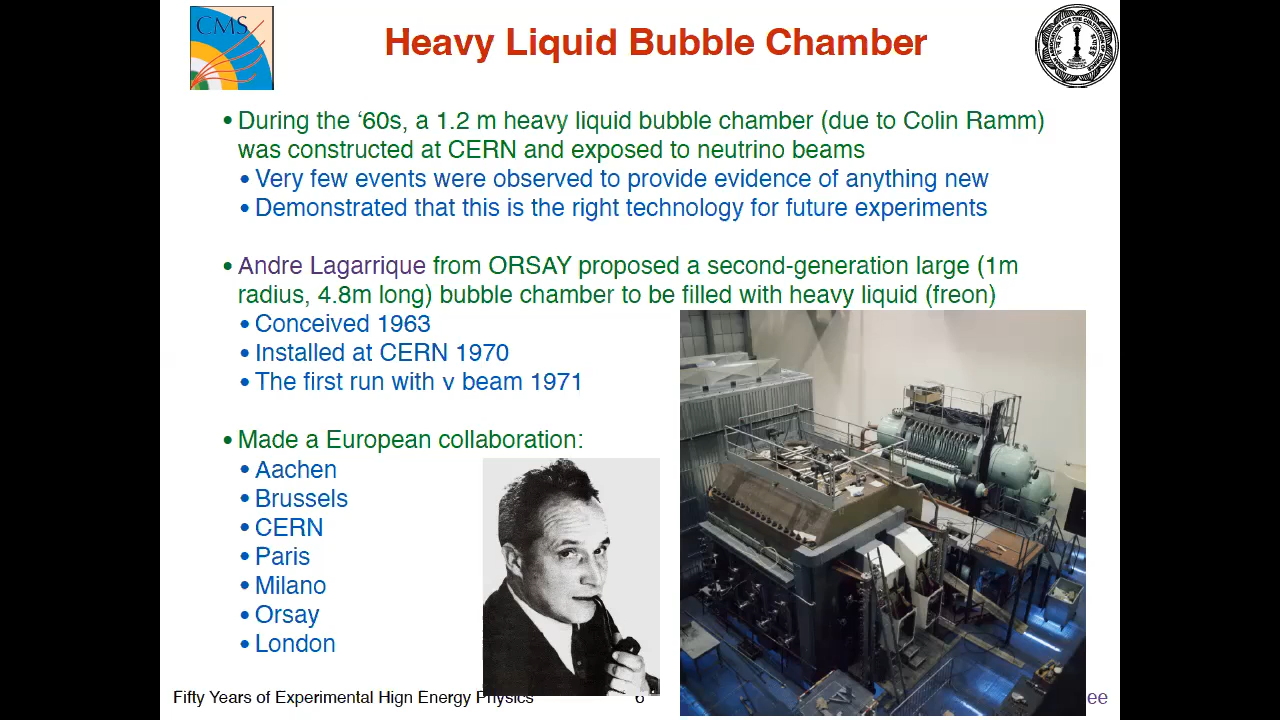 CMS
Heavy Liquid Bubble Chamber
• During the ‘60s, a 1.2 m heavy liquid bubble chamber (due to Colin Ramm)
was constructed at CERN and exposed to neutrino beams
• Very few events were observed to provide evidence of anything new
• Demonstrated that this is the right technology for future experiments
• Andre Lagarrique from ORSAY proposed a second-generation large (1m
radius, 4.8m long) bubble chamber to be filled with heavy liquid (freon)
• Conceived 1963
• Installed at CERN 1970
• The first run with ν beam 1971
• Made a European collaboration:
• Aachen
• Brussels
• CERN
• Paris
• Milano
• Orsay
• London
Fifty Years of Experimental Hign Energy Physics
6
ee